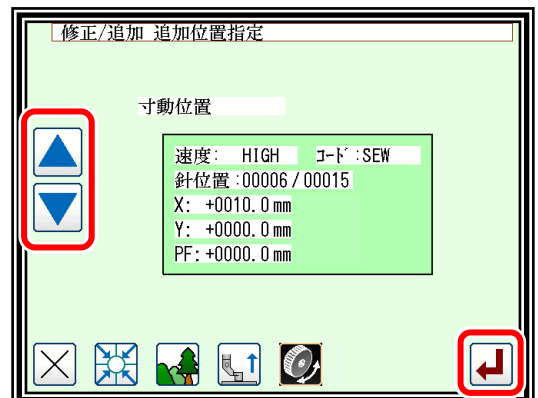 修正/追加 追加位置指定
寸動位置
速度: HIGH ｺｰﾄﾞ:SEW
針位置:00006/00015
X: +0010.0mm
Y: +0000.0mm
PF:+0000.0mm